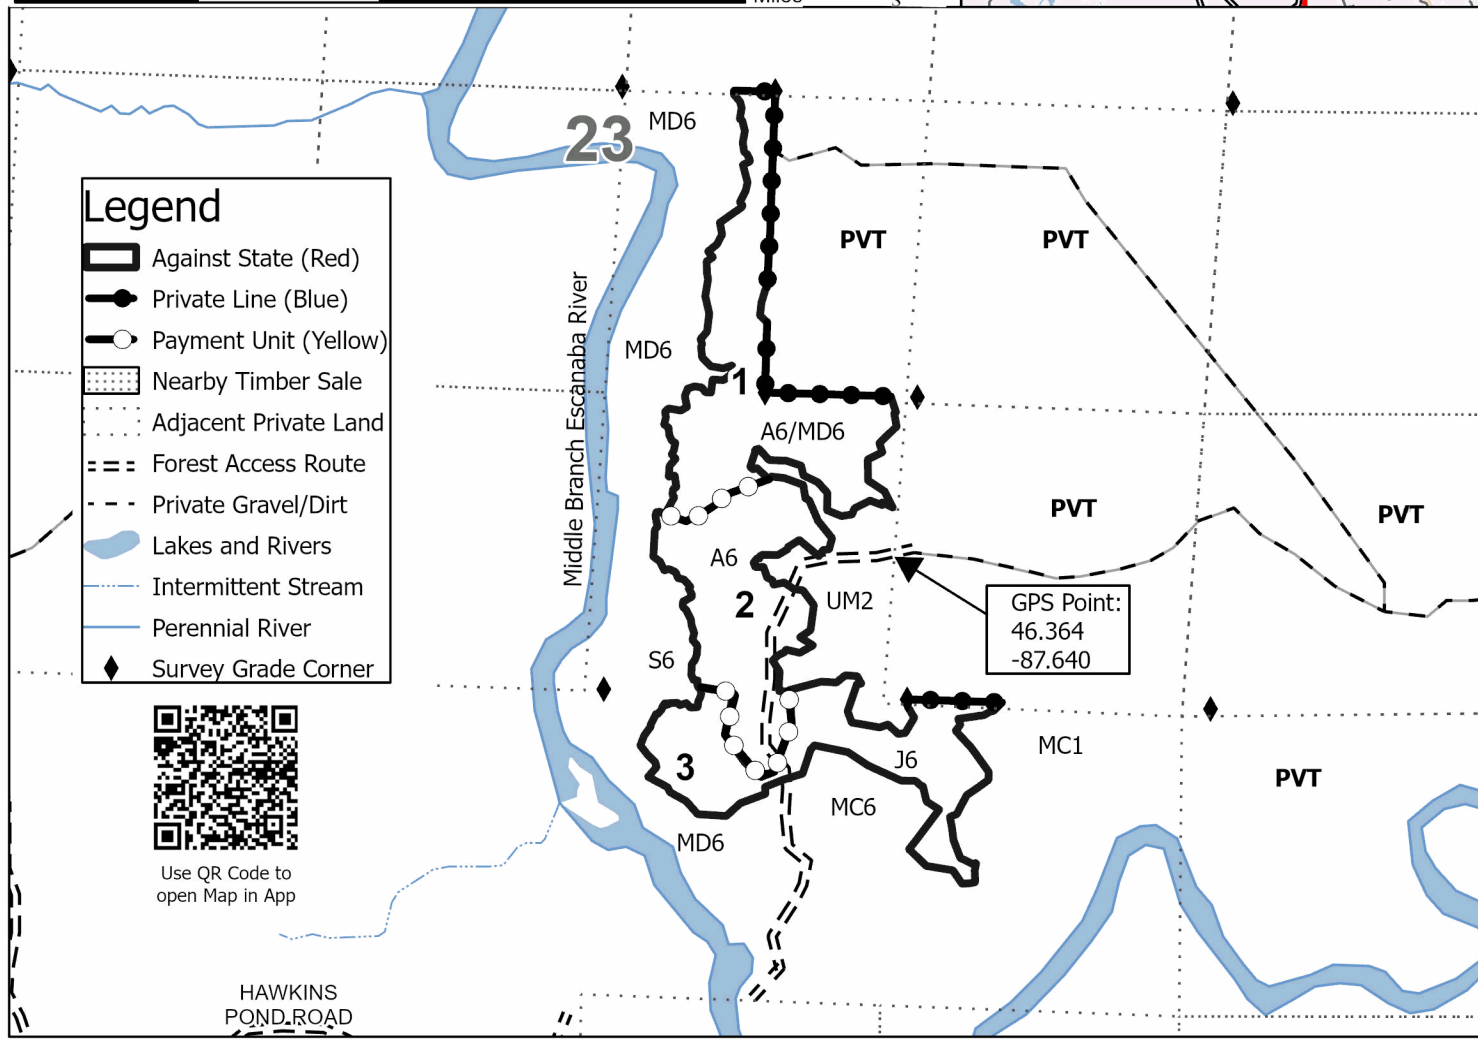 Miles
23
MD6
Legend
Against State (Red)
Private Line (Blue)
Payment Unit (Yellow)
Nearby Timber Sale
Adjacent Private Land
Forest Access Route
Private Gravel/Dirt
Lakes and Rivers
Intermittent Stream
Perennial River
Survey Grade Corner
PVT
PVT
Middle Branch Escanaba River
MD6
1
A6/MD6
PVT
PVT
A6
2
UM2
GPS Point:
46.364
-87.640
S6
3
J6
MC1
PVT
MC6
MD6
Use QR Code to
open Map in App
HAWKINS
POND ROAD